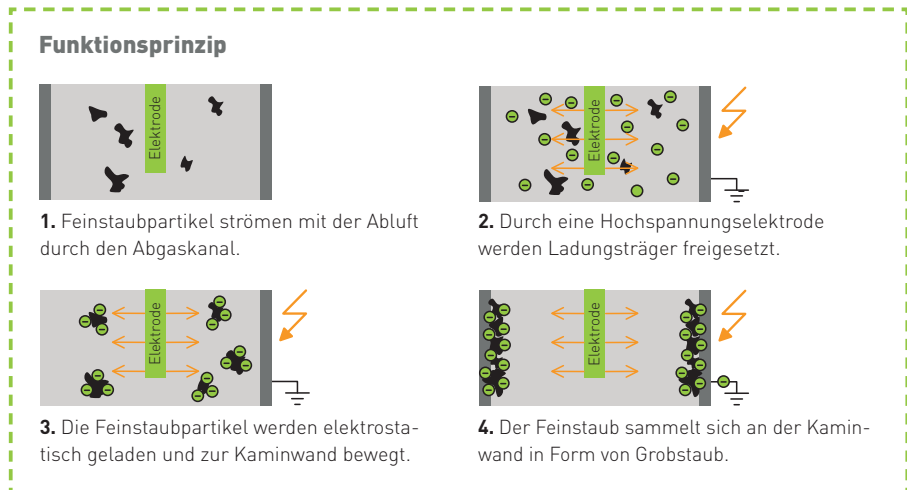 Funktionsprinzip
Elektrode
Elektrode
1. Feinstaubpartikel strömen mit der Abluft
durch den Abgaskanal.
2. Durch eine Hochspannungselektrode
werden Ladungsträger freigesetzt.
Elektrode
Elektrode
3. Die Feinstaubpartikel werden elektrosta-
tisch geladen und zur Kaminwand bewegt.
4. Der Feinstaub sammelt sich an der Kamin-
wand in Form von Grobstaub.